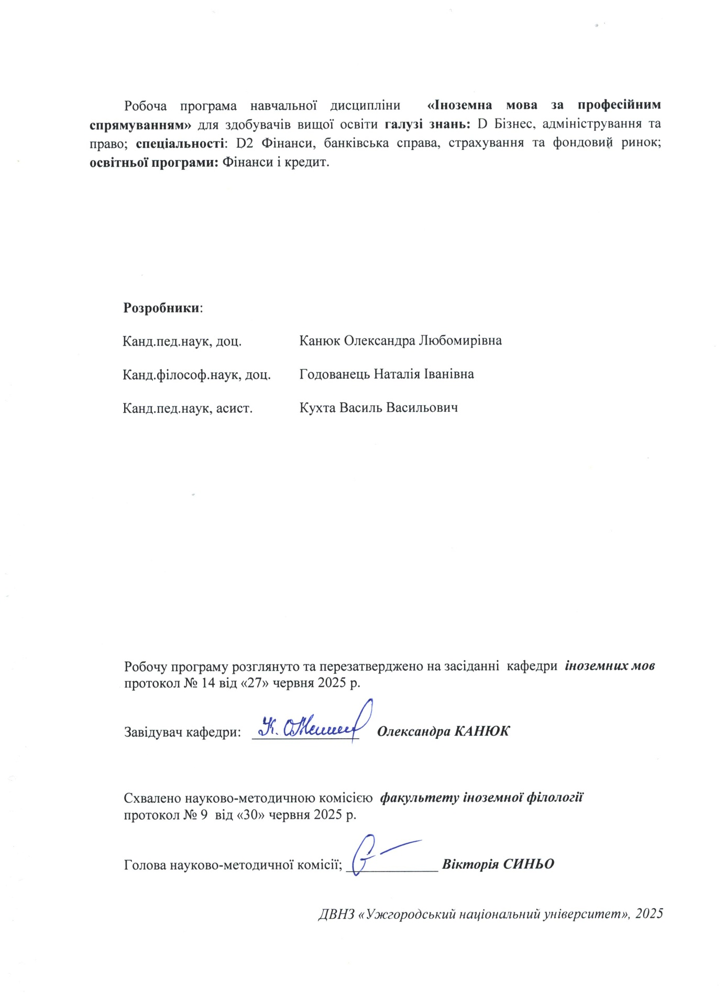 Робоча програма навчальної дисципліни «Іноземна мова за професійним
спрямуванням» для здобувачів вищої освіти галузі знань: D Бізнес, адміністрування та
право; спеціальності: D2 Фінанси, банківська справа, страхування та фондовий ринок;
освітньої програми: Фінанси і кредит.
Розробники:
Канд.пед.наук, доц. Канюк Олександра Любомирівна
Канд.філософ.наук, доц. Годованець Наталія Іванівна
Канд.пед.наук, асист. Кухта Василь Васильович
Робочу програму розглянуто та перезатверджено на засіданні кафедри іноземних мов
протокол № 14 від «27» червня 2025 р.
Завідувач кафедри: Олександра КАНЮК
Схвалено науково-методичною комісією факультету іноземної філології
протокол № 9 від «30» червня 2025 р.
Голова науково-методичної комісії; Вікторія СИНЬО
ДВНЗ «Ужгородський національний університет», 2025